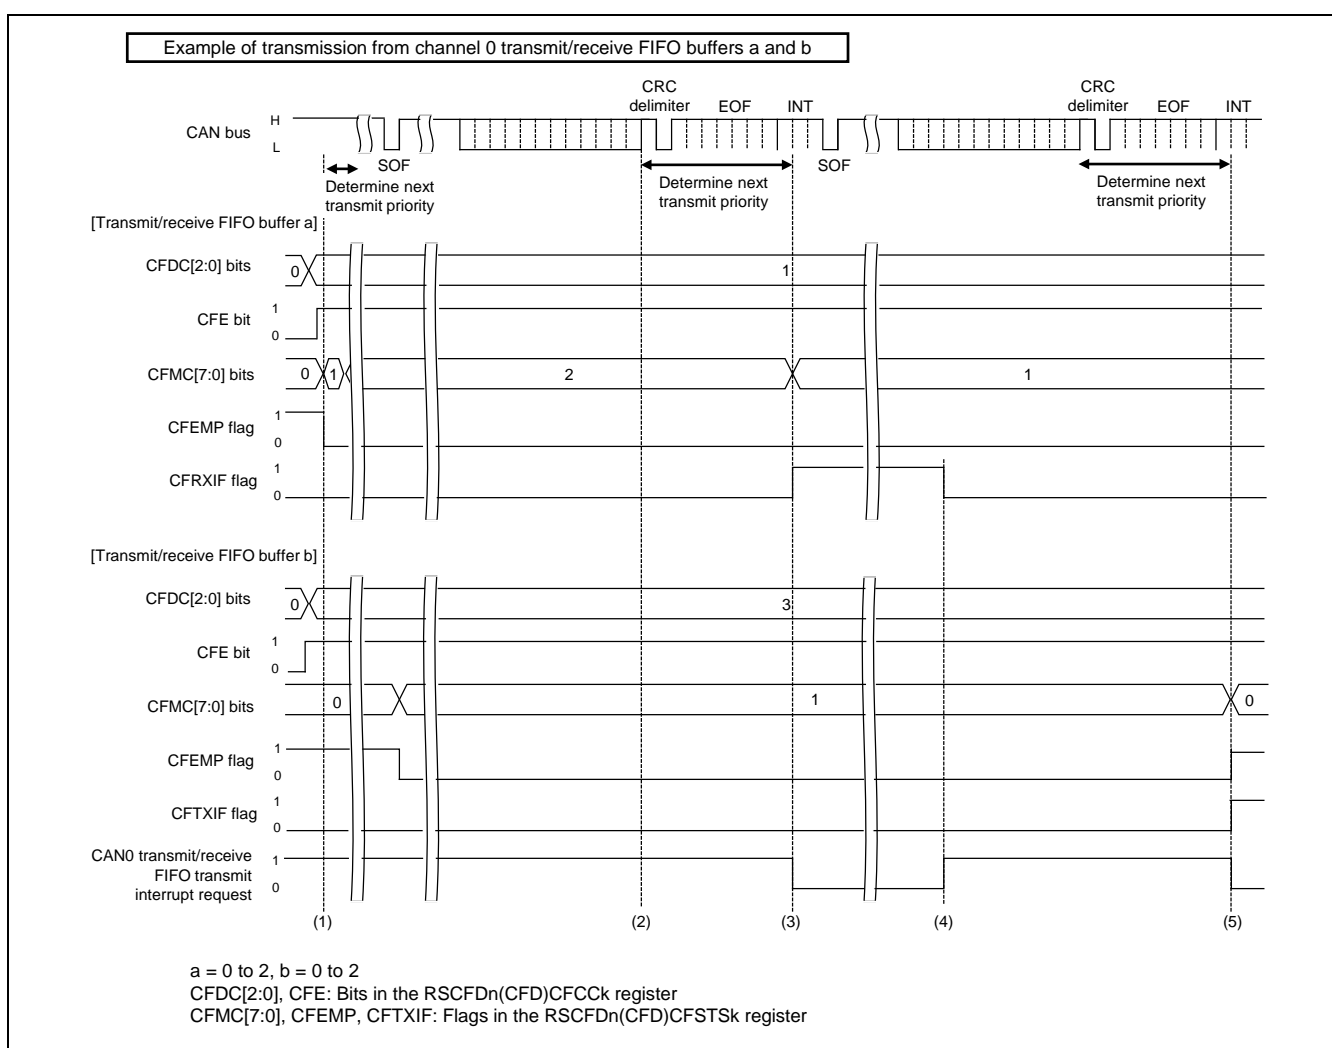 Example of transmission from channel 0 transmit/receive FIFO buffers a and b
CRC
delimiter
EOF
INT
CRC
delimiter
EOF
INT
CAN bus
H
L
SOF
SOF
Determine next
transmit priority
Determine next
transmit priority
Determine next
transmit priority
[Transmit/receive FIFO buffer a]
CFDC[2:0] bits
0
1
CFE bit
1
0
CFMC[7:0] bits
0
1
2
1
CFEMP flag
1
0
CFRXIF flag
1
0
[Transmit/receive FIFO buffer b]
CFDC[2:0] bits
0
3
CFE bit
1
0
CFMC[7:0] bits
0
1
0
CFEMP flag
1
0
CFTXIF flag
1
0
CAN0 transmit/receive
FIFO transmit
interrupt request
1
0
(1)
(2)
(3)
(4)
(5)
a = 0 to 2, b = 0 to 2
CFDC[2:0], CFE: Bits in the RSCFDn(CFD)CFCCk register
CFMC[7:0], CFEMP, CFTXIF: Flags in the RSCFDn(CFD)CFSTSk register